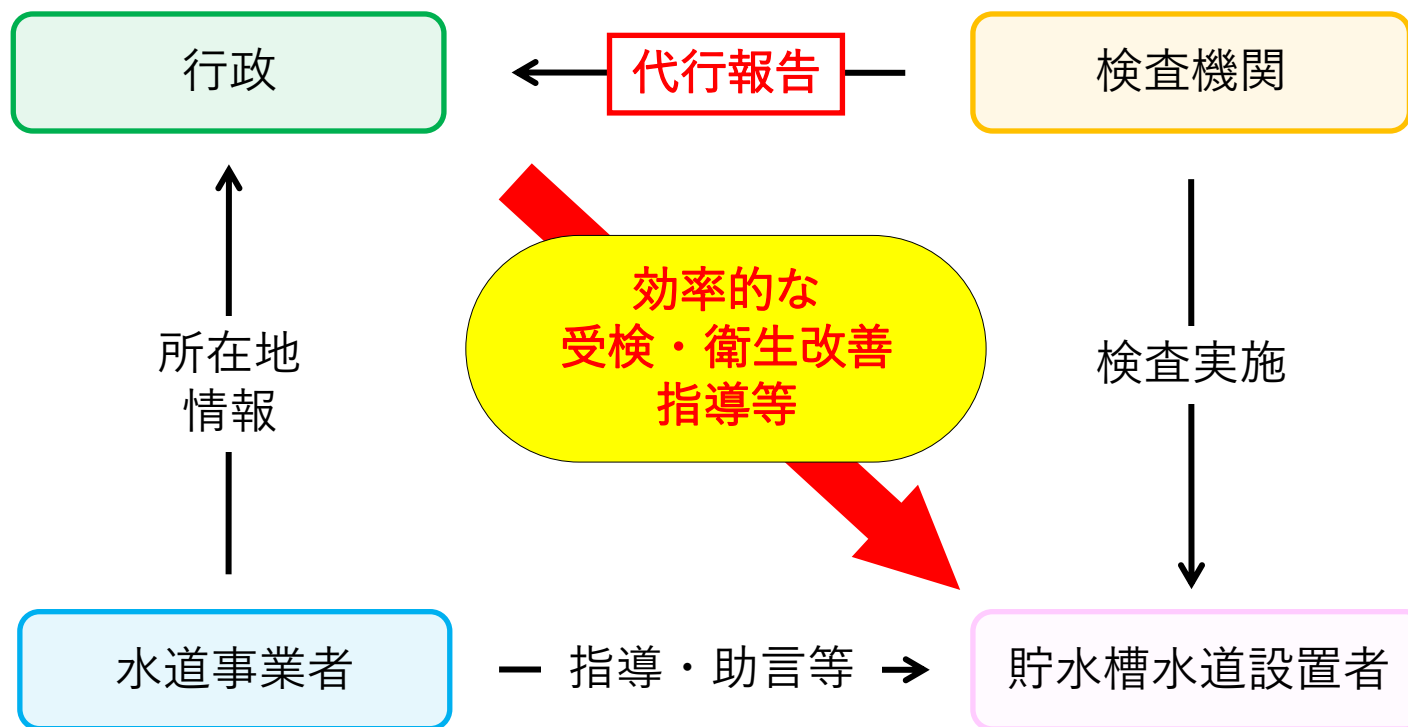 行政
代行報告
検査機関
効率的な
受検・衛生改善
指導等
所在地
情報
検査実施
水道事業者
指導・助言等
貯水槽水道設置者